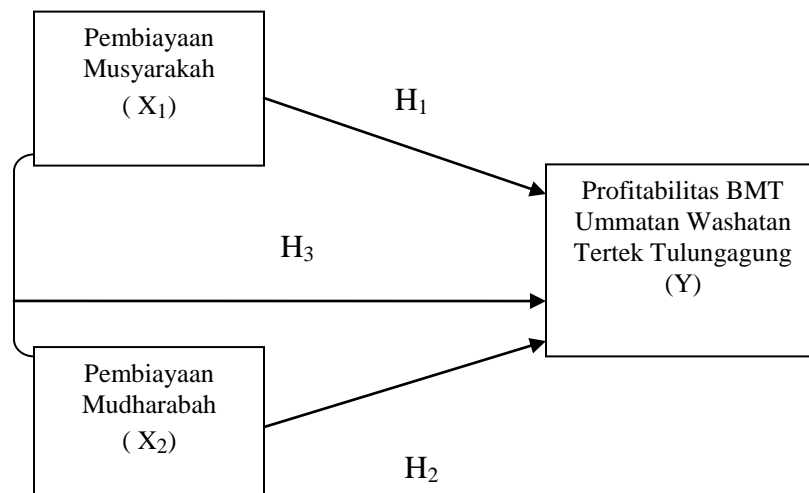 Pembiayaan
Musyarakah
( X₁)
H₁
Profitabilitas BMT
Ummatan Washatan
Tertek Tulungagung
(Y)
H₃
Pembiayaan
Mudharabah
( X₂)
H₂